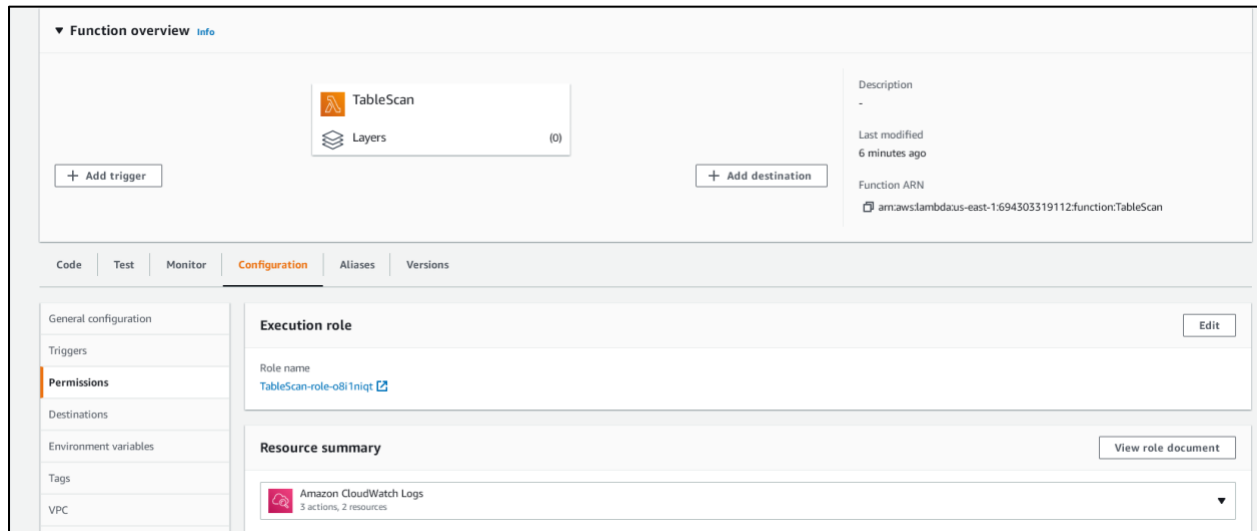 ▼ Function overview Info
TableScan
Layers (0)
+ Add trigger
+ Add destination
Description
-
Last modified
6 minutes ago
Function ARN
arn:aws:lambda:us-east-1:694303319112:function:TableScan
Code Test Monitor Configuration Aliases Versions
General configuration
Triggers
Permissions
Destinations
Environment variables
Tags
VPC
Execution role Edit
Role name
TableScan-role-o8i1niqt
Resource summary View role document
Amazon CloudWatch Logs
3 actions, 2 resources